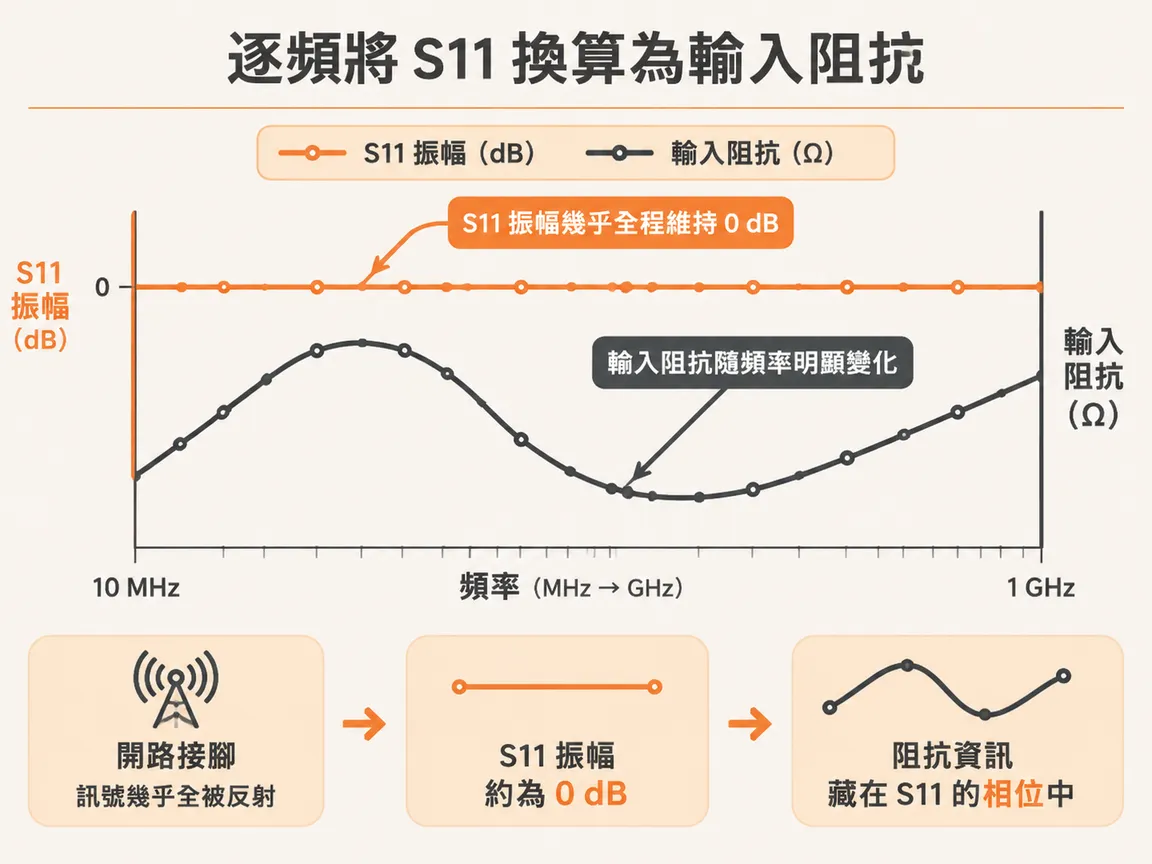 逐頻將 S11 換算為輸入阻抗
S11 振幅（dB）
輸入阻抗（Ω）
S11 振幅幾乎全程維持 0 dB
S11
振幅
（dB）
0
輸入阻抗隨頻率明顯變化
輸入
阻抗
（Ω）
10 MHz
頻率（MHz → GHz）
1 GHz
開路接腳
訊號幾乎全被反射
S11 振幅
約為 0 dB
阻抗資訊
藏在 S11 的相位中